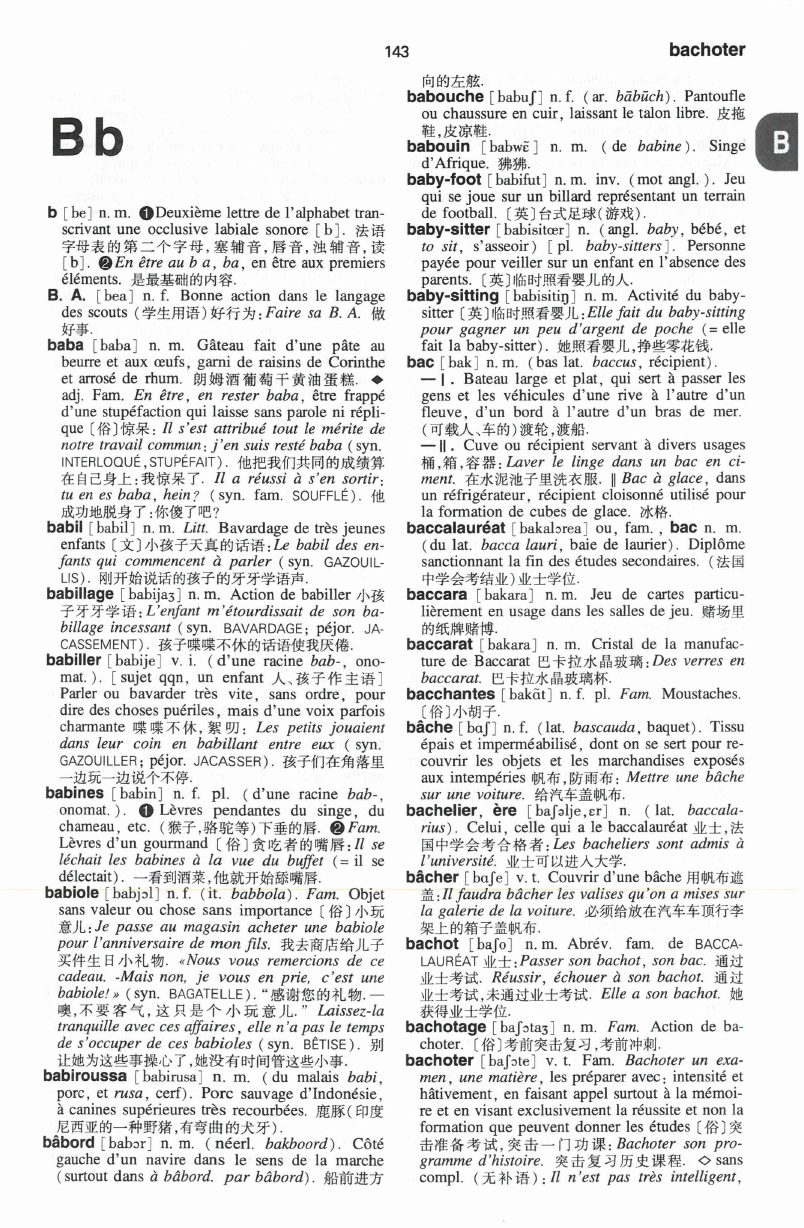 143
bachoter
B b
b [be] n. m. ❶Deuxième lettre de l'alphabet tran-
scrivant une occlusive labiale sonore [b]. 法语
字母表的第二个字母,塞辅音,唇音,浊辅音,读
[b]. ❷En être au b a, ba, en être aux premiers
éléments. 是最基础的内容.
B. A. [bea] n. f. Bonne action dans le langage
des scouts (学生用语)好行为:Faire sa B. A. 做
好事.
baba [baba] n. m. Gâteau fait d'une pâte au
beurre et aux œufs, garni de raisins de Corinthe
et arrosé de rhum. 朗姆酒葡萄干黄油蛋糕. ◆
adj. Fam. En être, en rester baba, être frappé
d'une stupéfaction qui laisse sans parole ni répli-
que〔俗〕惊呆: Il s'est attribué tout le mérite de
notre travail commun; j'en suis resté baba (syn.
INTERLOQUÉ, STUPÉFAIT). 他把我们共同的成绩算
在自己身上:我惊呆了. Il a réussi à s'en sortir;
tu en es baba, hein? (syn. fam. SOUFFLÉ). 他
成功地脱身了:你傻了吧?
babil [babil] n. m. Litt. Bavardage de très jeunes
enfants〔文〕小孩子天真的话语:Le babil des en-
fants qui commencent à parler (syn. GAZOUIL-
LIS). 刚开始说话的孩子的牙牙学语声.
babillage [babijaʒ] n. m. Action de babiller 小孩
子牙牙学语: L'enfant m'étourdissait de son ba-
billage incessant (syn. BAVARDAGE; péjor. JA-
CASSEMENT). 孩子喋喋不休的话语使我厌倦.
babiller [babije] v. i. (d'une racine bab-, ono-
mat.). [sujet qqn, un enfant 人、孩子作主语]
Parler ou bavarder très vite, sans ordre, pour
dire des choses puériles, mais d'une voix parfois
charmante 喋喋不休,絮叨: Les petits jouaient
dans leur coin en babillant entre eux (syn.
GAZOUILLER; péjor. JACASSER). 孩子们在角落里
一边玩一边说个不停.
babines [babin] n. f. pl. (d'une racine bab-,
onomat.). ❶ Lèvres pendantes du singe, du
chameau, etc. (猴子,骆驼等)下垂的唇. ❷Fam.
Lèvres d'un gourmand〔俗〕贪吃者的嘴唇:Il se
léchait les babines à la vue du buffet (= il se
délectait). 一看到酒菜,他就开始舔嘴唇.
babiole [babjɔl] n. f. (it. babbola). Fam. Objet
sans valeur ou chose sans importance〔俗〕小玩
意儿:Je passe au magasin acheter une babiole
pour l'anniversaire de mon fils. 我去商店给儿子
买件生日小礼物. «Nous vous remercions de ce
cadeau. -Mais non, je vous en prie, c'est une
babiole!» (syn. BAGATELLE). “感谢您的礼物. —
噢,不要客气,这只是个小玩意儿.” Laissez-la
tranquille avec ces affaires, elle n'a pas le temps
de s'occuper de ces babioles (syn. BÊTISE). 别
让她为这些事操心了,她没有时间管这些小事.
babiroussa [babirusa] n. m. (du malais babi,
porc, et rusa, cerf). Porc sauvage d'Indonésie,
à canines supérieures très recourbées. 鹿豚(印度
尼西亚的一种野猪,有弯曲的犬牙).
bâbord [babɔr] n. m. (néerl. bakboord). Côté
gauche d'un navire dans le sens de la marche
(surtout dans à bâbord. par bâbord). 船前进方
向的左舷.
babouche [babuʃ] n. f. (ar. bābūch). Pantoufle
ou chaussure en cuir, laissant le talon libre. 皮拖
鞋,皮凉鞋.
babouin [babwɛ̃] n. m. (de babine). Singe
d'Afrique. 狒狒.
baby-foot [babifut] n. m. inv. (mot angl.). Jeu
qui se joue sur un billard représentant un terrain
de football.〔英〕台式足球(游戏).
baby-sitter [babisitœr] n. (angl. baby, bébé, et
to sit, s'asseoir) [pl. baby-sitters]. Personne
payée pour veiller sur un enfant en l'absence des
parents.〔英〕临时照看婴儿的人.
baby-sitting [babisitiŋ] n. m. Activité du baby-
sitter〔英〕临时照看婴儿:Elle fait du baby-sitting
pour gagner un peu d'argent de poche (= elle
fait la baby-sitter). 她照看婴儿,挣些零花钱.
bac [bak] n. m. (bas lat. baccus, récipient).
— I. Bateau large et plat, qui sert à passer les
gens et les véhicules d'une rive à l'autre d'un
fleuve, d'un bord à l'autre d'un bras de mer.
(可载人、车的)渡轮,渡船.
— II. Cuve ou récipient servant à divers usages
桶,箱,容器: Laver le linge dans un bac en ci-
ment. 在水泥池子里洗衣服. ‖ Bac à glace, dans
un réfrigérateur, récipient cloisonné utilisé pour
la formation de cubes de glace. 冰格.
baccalauréat [bakalɔrea] ou, fam., bac n. m.
(du lat. bacca lauri, baie de laurier). Diplôme
sanctionnant la fin des études secondaires. (法国
中学会考结业)业士学位.
baccara [bakara] n. m. Jeu de cartes particu-
lièrement en usage dans les salles de jeu. 赌场里
的纸牌赌博.
baccarat [bakara] n. m. Cristal de la manufac-
ture de Baccarat 巴卡拉水晶玻璃:Des verres en
baccarat. 巴卡拉水晶玻璃杯.
bacchantes [bakɑ̃t] n. f. pl. Fam. Moustaches.
〔俗〕小胡子.
bâche [bɑʃ] n. f. (lat. bascauda, baquet). Tissu
épais et imperméabilisé, dont on se sert pour re-
couvrir les objets et les marchandises exposés
aux intempéries 帆布,防雨布: Mettre une bâche
sur une voiture. 给汽车盖帆布.
bachelier, ère [baʃəlje,ɛr] n. (lat. baccala-
rius). Celui, celle qui a le baccalauréat 业士,法
国中学会考合格者: Les bacheliers sont admis à
l'université. 业士可以进入大学.
bâcher [bɑʃe] v. t. Couvrir d'une bâche 用帆布遮
盖:Il faudra bâcher les valises qu'on a mises sur
la galerie de la voiture. 必须给放在汽车车顶行李
架上的箱子盖帆布.
bachot [baʃo] n. m. Abrév. fam. de BACCA-
LAURÉAT 业士:Passer son bachot, son bac. 通过
业士考试. Réussir, échouer à son bachot. 通过
业士考试,未通过业士考试. Elle a son bachot. 她
获得业士学位.
bachotage [baʃɔtaʒ] n. m. Fam. Action de ba-
choter.〔俗〕考前突击复习,考前冲刺.
bachoter [baʃɔte] v. t. Fam. Bachoter un exa-
men, une matière, les préparer avec: intensité et
hâtivement, en faisant appel surtout à la mémoi-
re et en visant exclusivement la réussite et non la
formation que peuvent donner les études〔俗〕突
击准备考试,突击一门功课: Bachoter son pro-
gramme d'histoire. 突击复习历史课程. ◇ sans
compl. (无补语): Il n'est pas très intelligent,
B